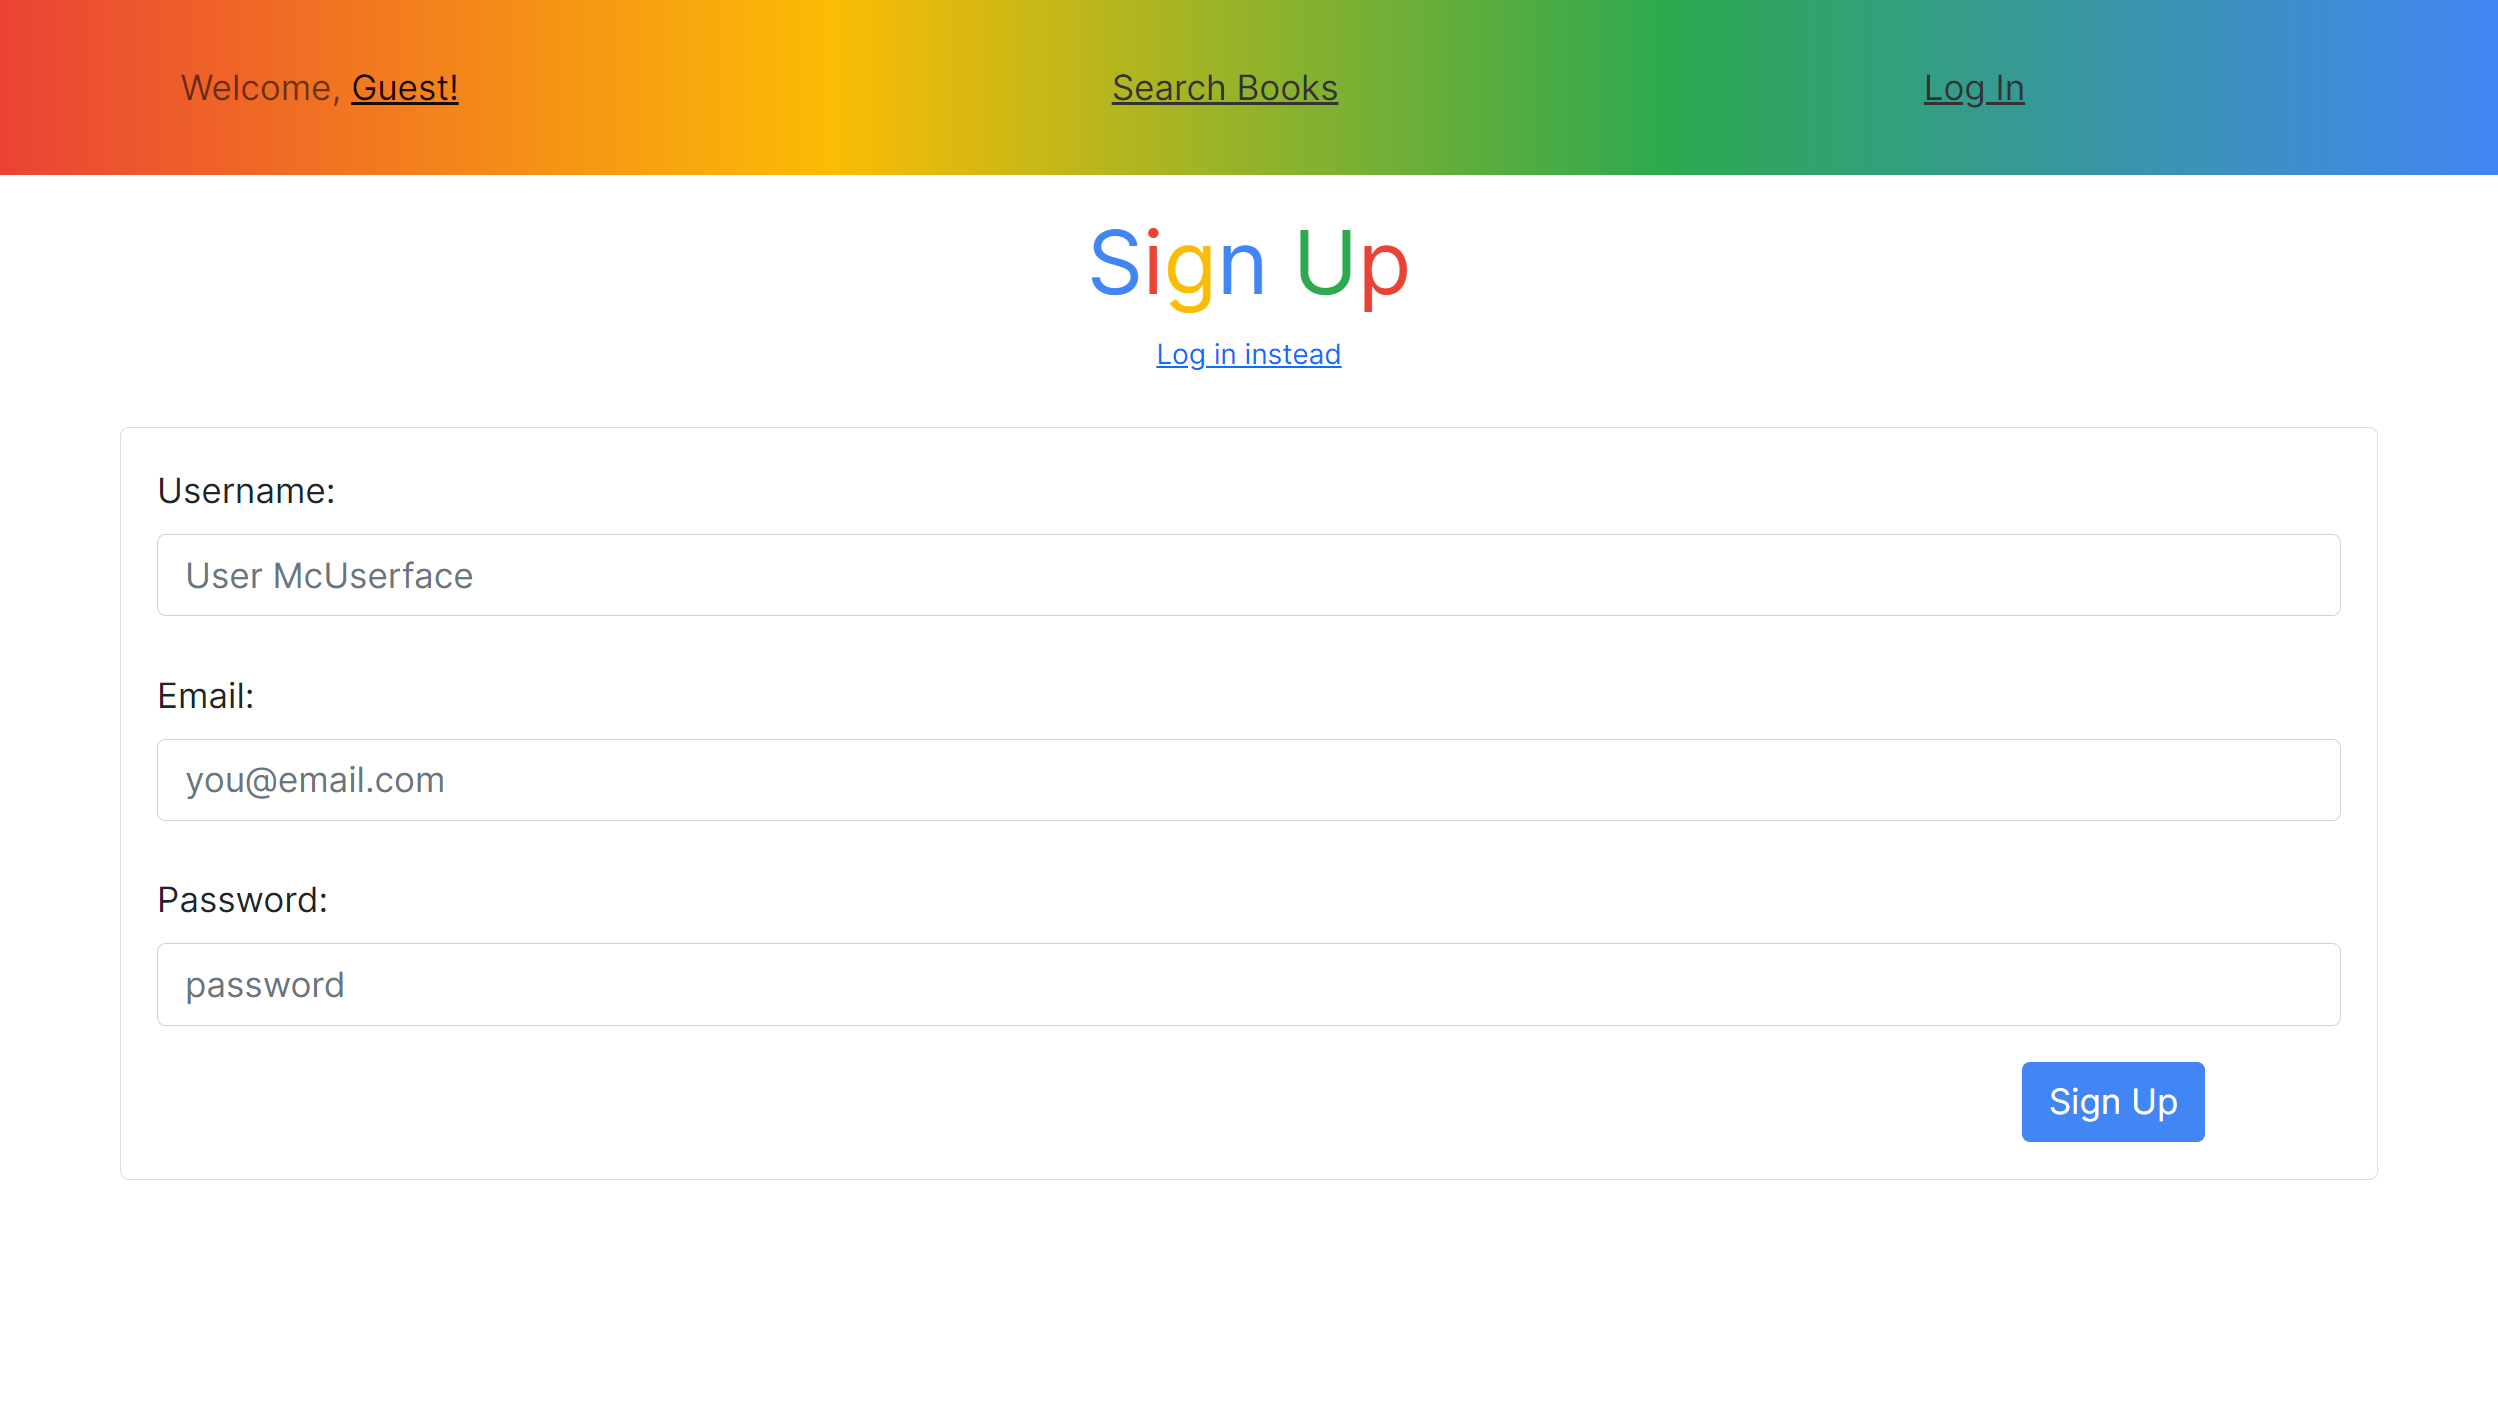 Welcome, Guest! Search Books Log In
Sign Up
Log in instead
Username:
User McUserface
Email:
you@email.com
Password:
password
Sign Up